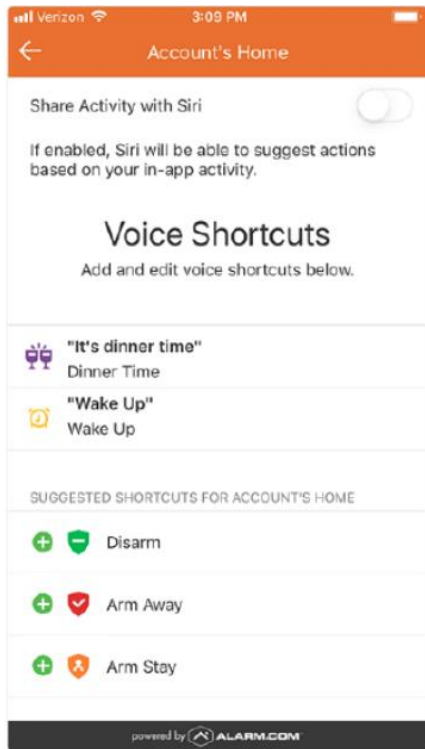 Verizon 3:09 PM
Account's Home
Share Activity with Siri
If enabled, Siri will be able to suggest actions
based on your in-app activity.
Voice Shortcuts
Add and edit voice shortcuts below.
"It's dinner time"
Dinner Time
"Wake Up"
Wake Up
SUGGESTED SHORTCUTS FOR ACCOUNT'S HOME
Disarm
Arm Away
Arm Stay
powered by ALARM.COM